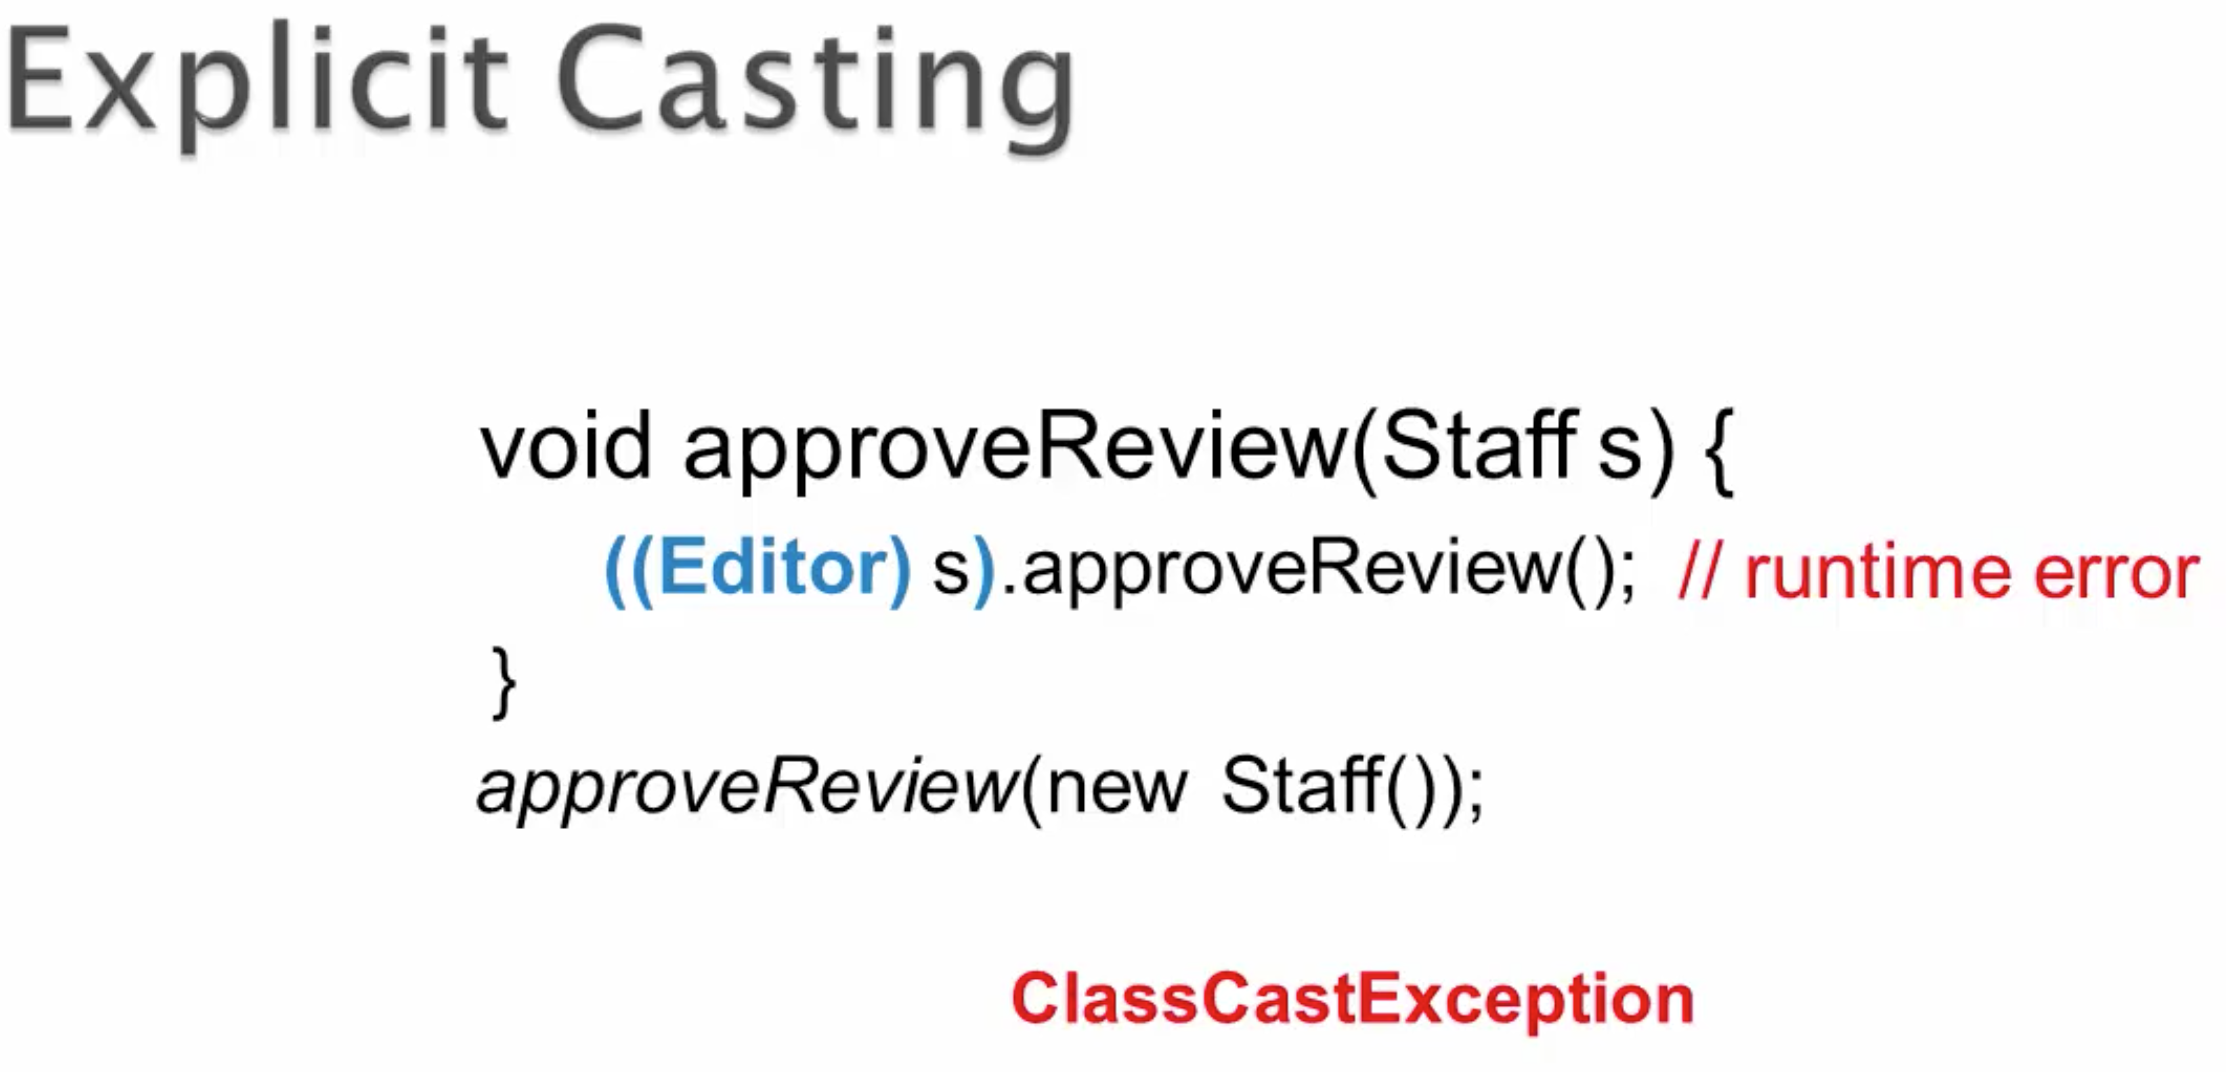 Explicit Casting
void approveReview(Staff s) {
((Editor) s).approveReview(); // runtime error
}
approveReview(new Staff());
ClassCastException